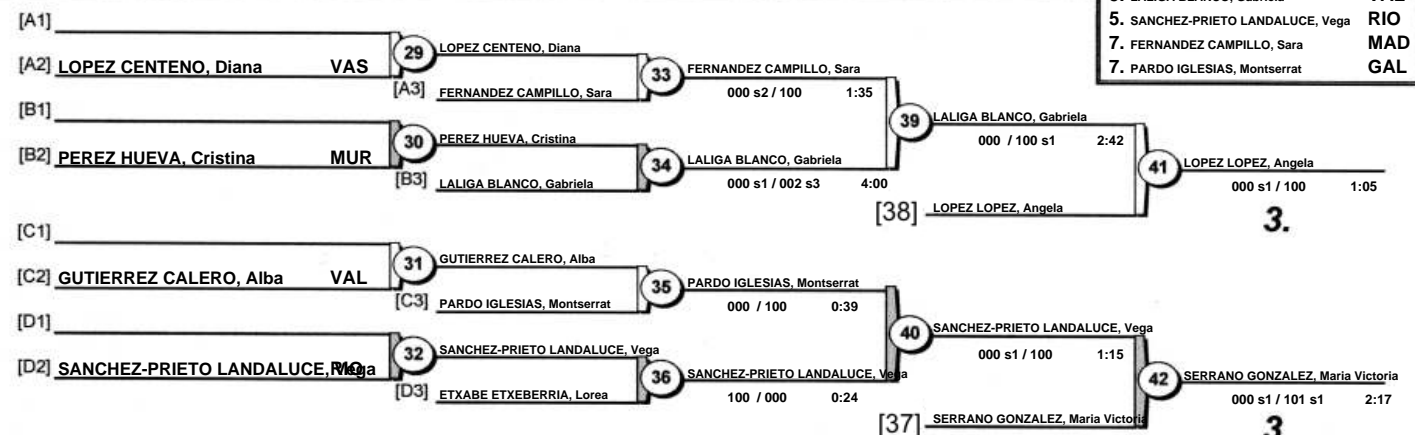 5. SANCHEZ-PRIETO LANDALUCE, Vega RIO
7. FERNANDEZ CAMPILLO, Sara MAD
7. PARDO IGLESIAS, Montserrat GAL
[A1]
[A2] LOPEZ CENTENO, Diana VAS
29
LOPEZ CENTENO, Diana
[A3] FERNANDEZ CAMPILLO, Sara
33
FERNANDEZ CAMPILLO, Sara
000 s2 / 100 1:35
[B1]
[B2] PEREZ HUEVA, Cristina MUR
30
PEREZ HUEVA, Cristina
[B3] LALIGA BLANCO, Gabriela
34
LALIGA BLANCO, Gabriela
000 s1 / 002 s3 4:00
39
LALIGA BLANCO, Gabriela
000 / 100 s1 2:42
[38] LOPEZ LOPEZ, Angela
41
LOPEZ LOPEZ, Angela
000 s1 / 100 1:05
3.
[C1]
[C2] GUTIERREZ CALERO, Alba VAL
31
GUTIERREZ CALERO, Alba
[C3] PARDO IGLESIAS, Montserrat
35
PARDO IGLESIAS, Montserrat
000 / 100 0:39
[D1]
[D2] SANCHEZ-PRIETO LANDALUCE, Vega RIO
32
SANCHEZ-PRIETO LANDALUCE, Vega
[D3] ETXABE ETXEBERRIA, Lorea
36
SANCHEZ-PRIETO LANDALUCE, Vega
100 / 000 0:24
40
SANCHEZ-PRIETO LANDALUCE, Vega
000 s1 / 100 1:15
[37] SERRANO GONZALEZ, Maria Victoria
42
SERRANO GONZALEZ, Maria Victoria
000 s1 / 101 s1 2:17
3